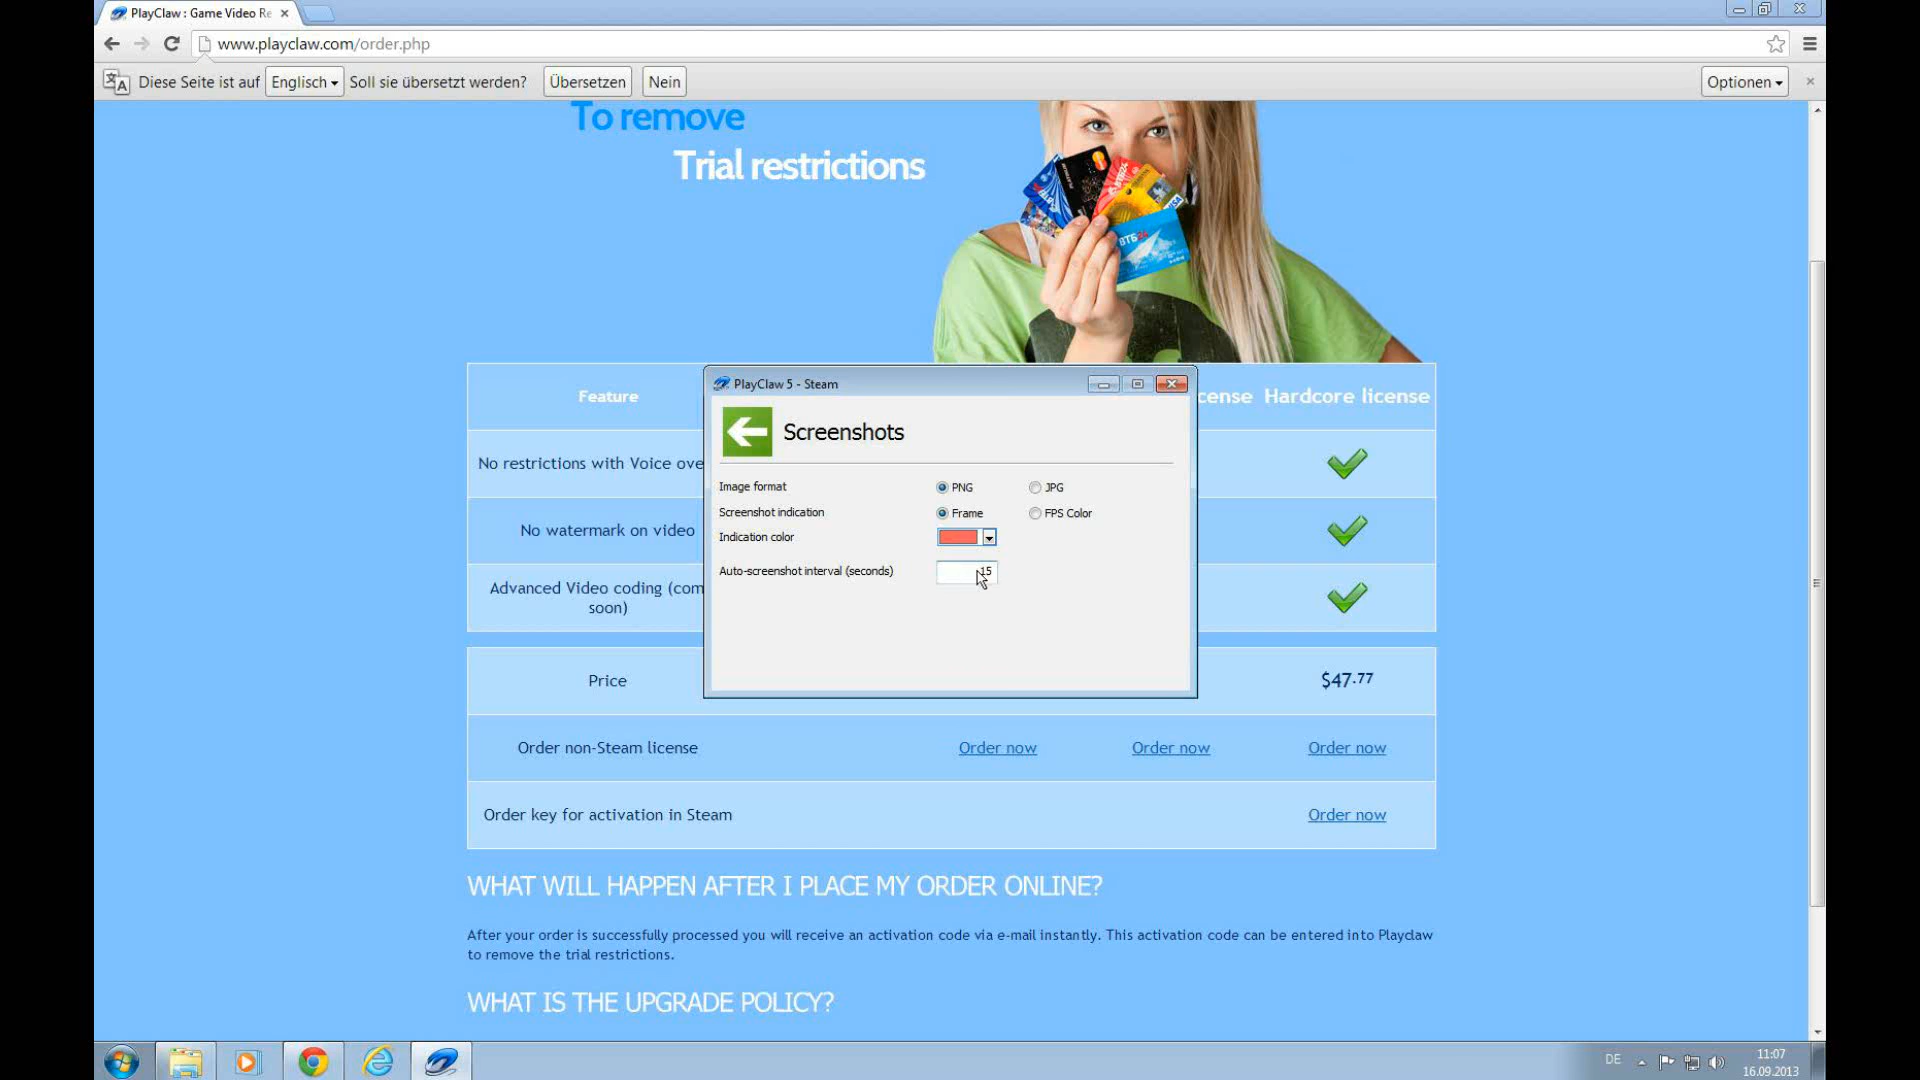 PlayClaw : Game Video Re
www.playclaw.com/order.php
Diese Seite ist auf Englisch Soll sie übersetzt werden? Übersetzen Nein Optionen
To remove
Trial restrictions
BTБ24
VISA
PlayClaw 5 - Steam
Screenshots
Image format PNG JPG
Screenshot indication Frame FPS Color
Indication color
Auto-screenshot interval (seconds) 15
Feature cense Hardcore license
No restrictions with Voice ove
No watermark on video
Advanced Video coding (com
soon)
Price $47.77
Order non-Steam license Order now Order now Order now
Order key for activation in Steam Order now
WHAT WILL HAPPEN AFTER I PLACE MY ORDER ONLINE?
After your order is successfully processed you will receive an activation code via e-mail instantly. This activation code can be entered into Playclaw
to remove the trial restrictions.
WHAT IS THE UPGRADE POLICY?
DE
11:07
16.09.2013